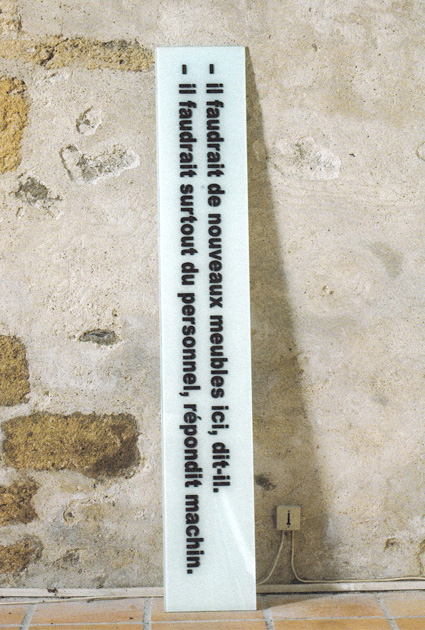 - il faudrait de nouveaux meubles ici, dit-il.
- il faudrait surtout du personnel, répondit machin.